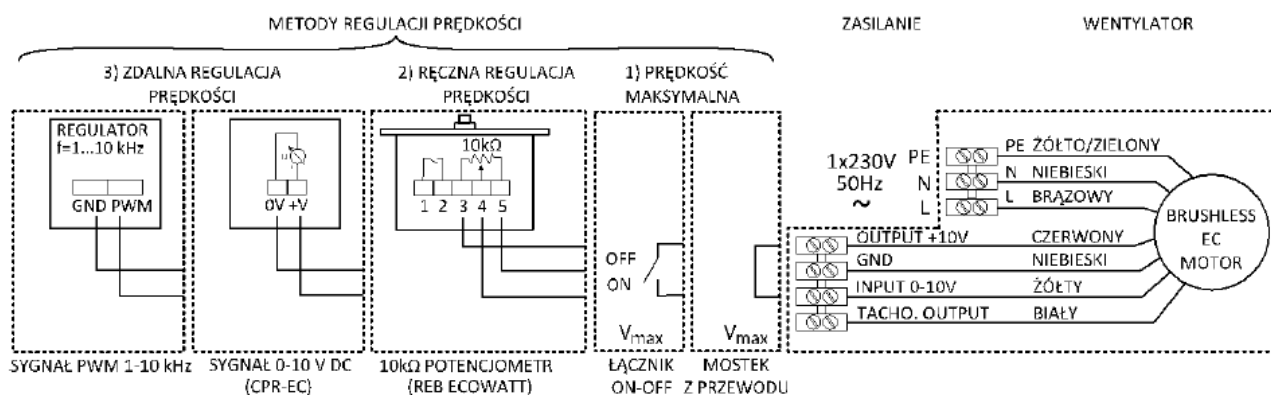 METODY REGULACJI PRĘDKOŚCI
ZASILANIE
WENTYLATOR
3) ZDALNA REGULACJA
PRĘDKOŚCI
2) RĘCZNA REGULACJA
PRĘDKOŚCI
1) PRĘDKOŚĆ
MAKSYMALNA
REGULATOR
f=1...10 kHz
GND PWM
0V +V
10kΩ
1 2 3 4 5
OFF
ON
Vmax
Vmax
1x230V
50Hz
~
PE
N
L
PE ŻÓŁTO/ZIELONY
N NIEBIESKI
L BRĄZOWY
OUTPUT +10V CZERWONY
GND NIEBIESKI
INPUT 0-10V ŻÓŁTY
TACHO. OUTPUT BIAŁY
BRUSHLESS
EC
MOTOR
SYGNAŁ PWM 1-10 kHz
SYGNAŁ 0-10 V DC
(CPR-EC)
10kΩ POTENCJOMETR
(REB ECOWATT)
ŁĄCZNIK
ON-OFF
MOSTEK
Z PRZEWODU